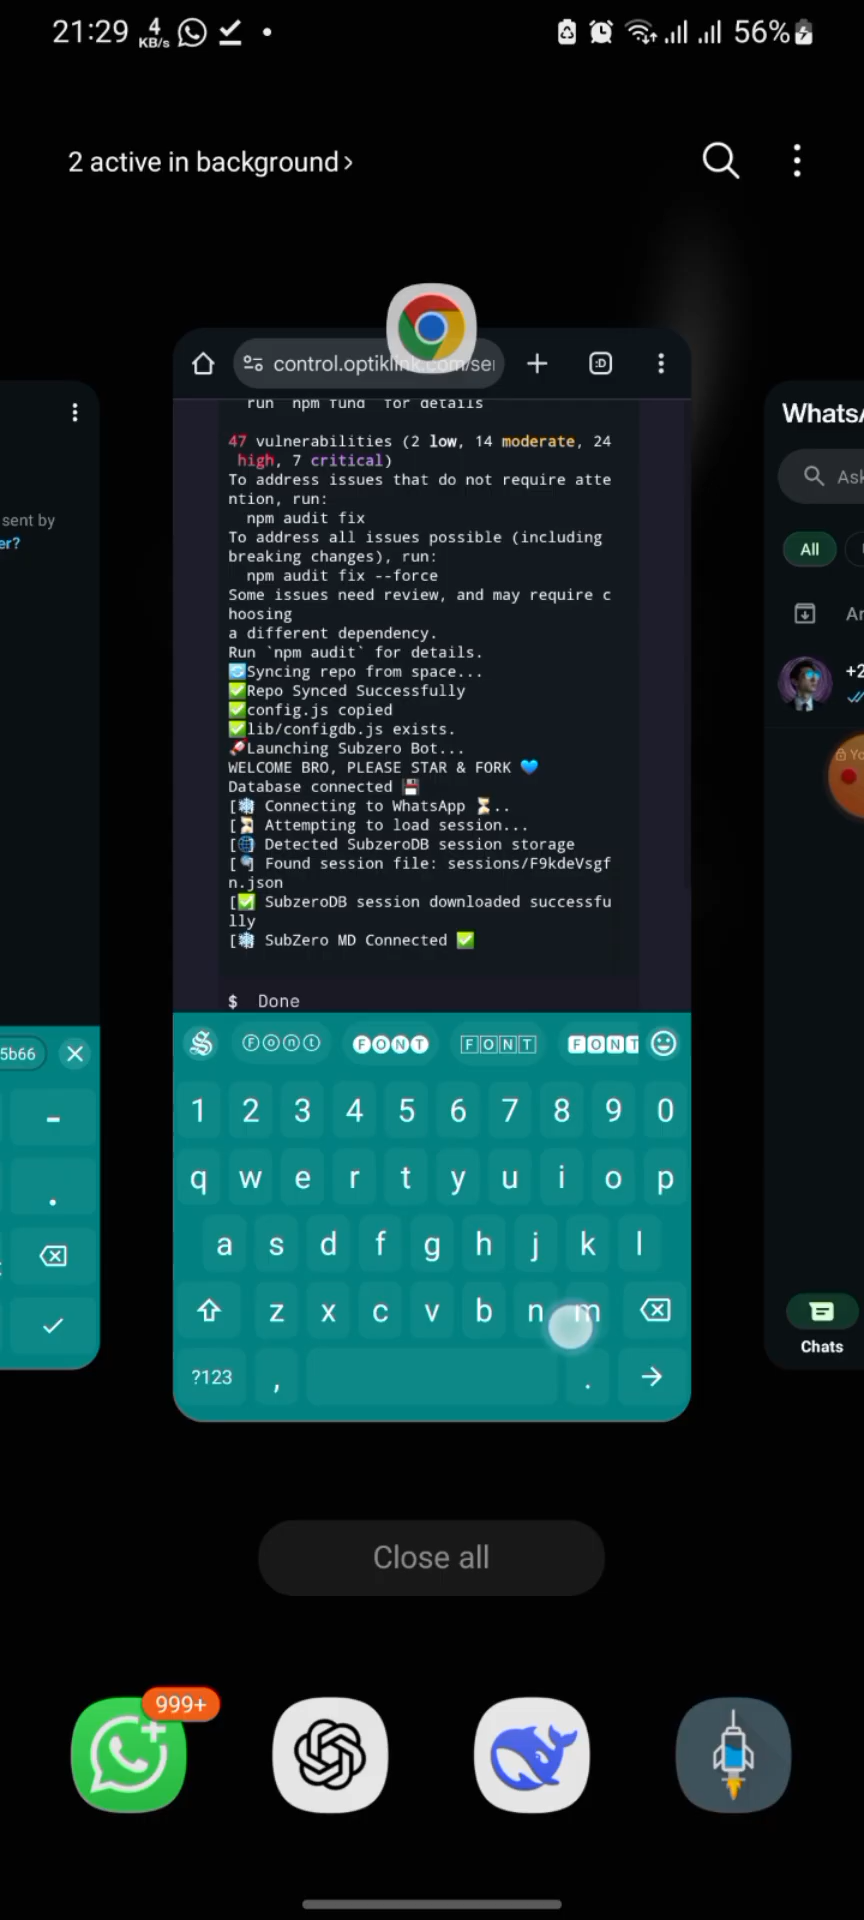 21:29 4 KB/s 56%
2 active in background >
control.optiklink.com/ser
run `npm fund` for details
47 vulnerabilities (2 low, 14 moderate, 24
high, 7 critical)
To address issues that do not require atte
ntion, run:
npm audit fix
To address all issues possible (including
breaking changes), run:
npm audit fix --force
Some issues need review, and may require c
hoosing
a different dependency.
Run `npm audit` for details.
🔄Syncing repo from space...
✅Repo Synced Successfully
✅config.js copied
✅lib/configdb.js exists.
🚀Launching Subzero Bot...
WELCOME BRO, PLEASE STAR & FORK 💙
Database connected 💾
[❄️ Connecting to WhatsApp ⏳..
[⏳ Attempting to load session...
[🌐 Detected SubzeroDB session storage
[ Found session file: sessions/F9kdeVsgf
n.json
[✅ SubzeroDB session downloaded successfu
lly
[❄️ SubZero MD Connected ✅
$ Done
sent by
er?
5b66
- 
.
WhatsA
Ask
All
Ar
+2
Yo
Chats
Ⓕⓞⓝⓣ 🅕🅞🅝🅣 🄵🄾🄽🅃 🅵🅾🅽🆃
1 2 3 4 5 6 7 8 9 0
q w e r t y u i o p
a s d f g h j k l
z x c v b n m
?123 , .
Close all
999+